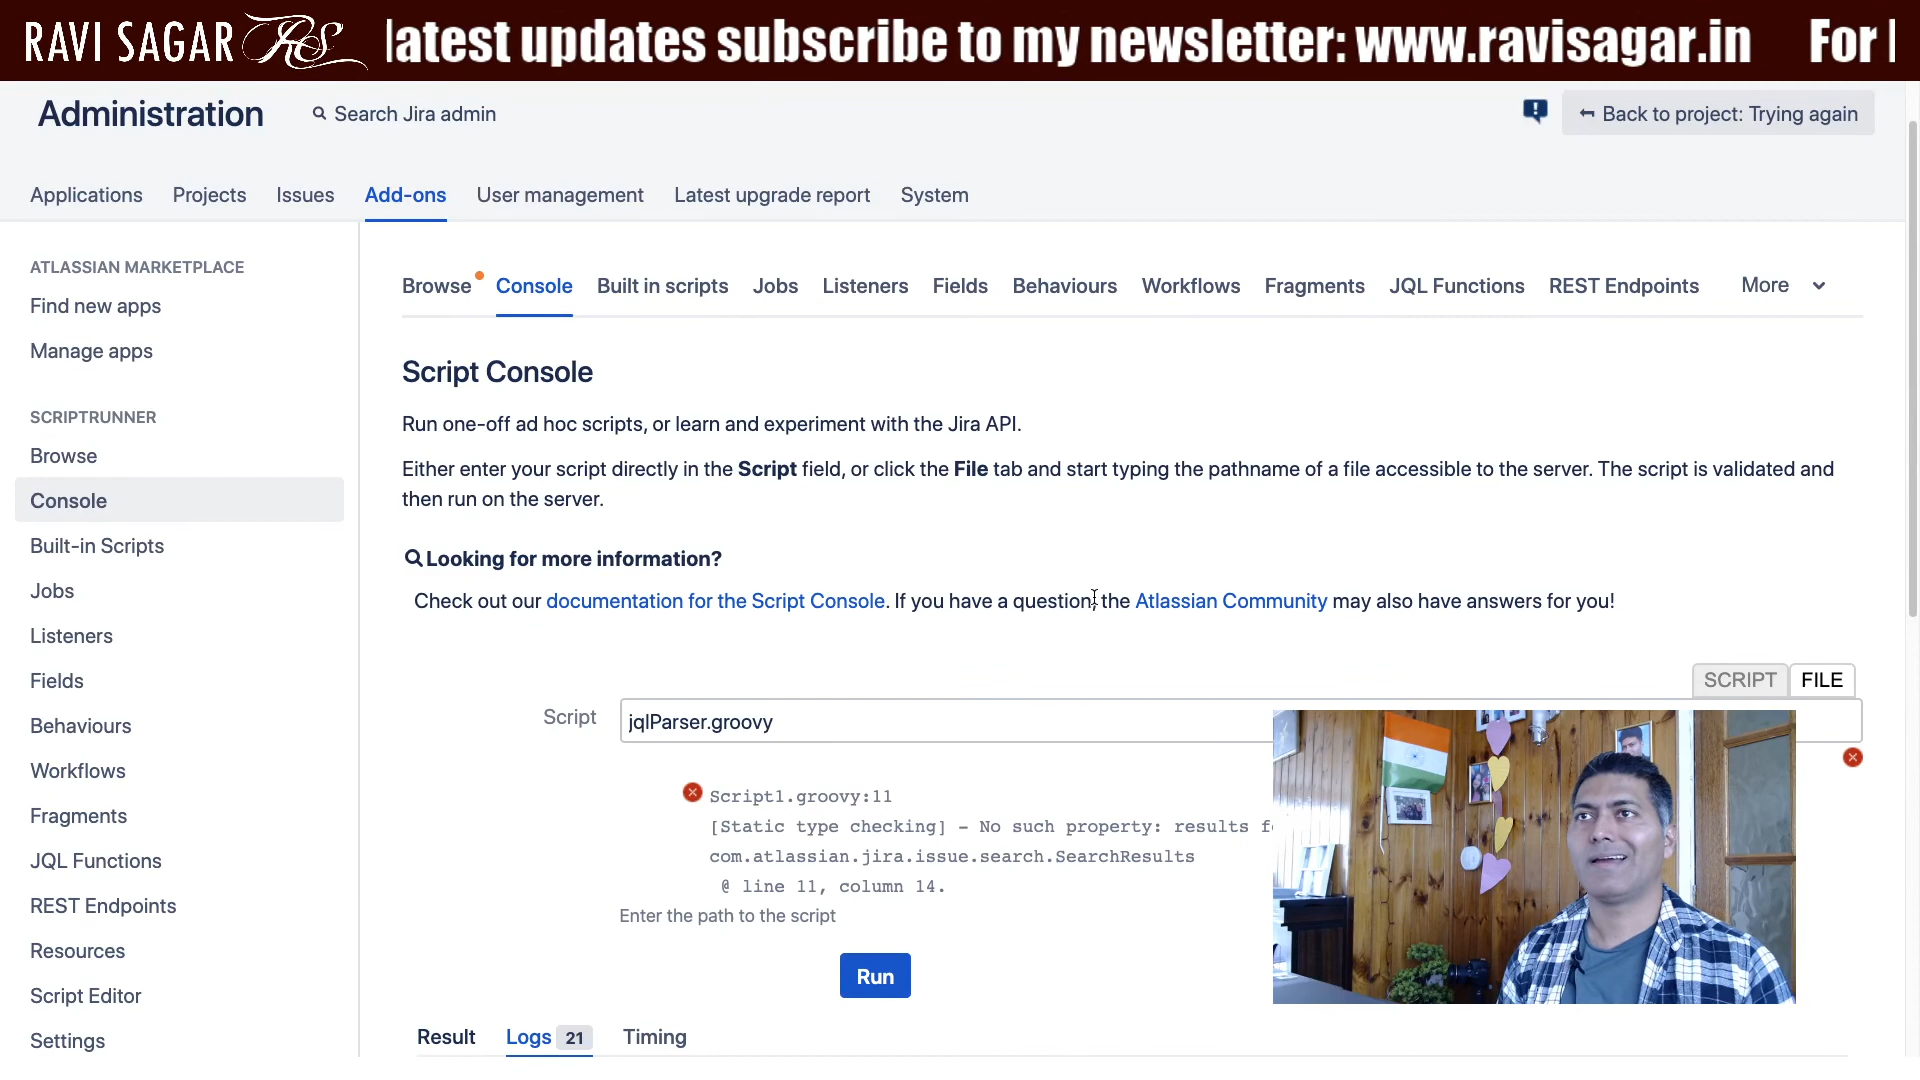 RAVI SAGAR RS latest updates subscribe to my newsletter: www.ravisagar.in For
Administration Search Jira admin Back to project: Trying again
Applications Projects Issues Add-ons User management Latest upgrade report System
ATLASSIAN MARKETPLACE
Find new apps
Manage apps
SCRIPTRUNNER
Browse
Console
Built-in Scripts
Jobs
Listeners
Fields
Behaviours
Workflows
Fragments
JQL Functions
REST Endpoints
Resources
Script Editor
Settings
Browse Console Built in scripts Jobs Listeners Fields Behaviours Workflows Fragments JQL Functions REST Endpoints More
Script Console
Run one-off ad hoc scripts, or learn and experiment with the Jira API.
Either enter your script directly in the Script field, or click the File tab and start typing the pathname of a file accessible to the server. The script is validated and
then run on the server.
Looking for more information?
Check out our documentation for the Script Console. If you have a question, the Atlassian Community may also have answers for you!
SCRIPT FILE
Script jqlParser.groovy
Script1.groovy:11
[Static type checking] - No such property: results
com.atlassian.jira.issue.search.SearchResults
@ line 11, column 14.
Enter the path to the script
Run
Result Logs 21 Timing